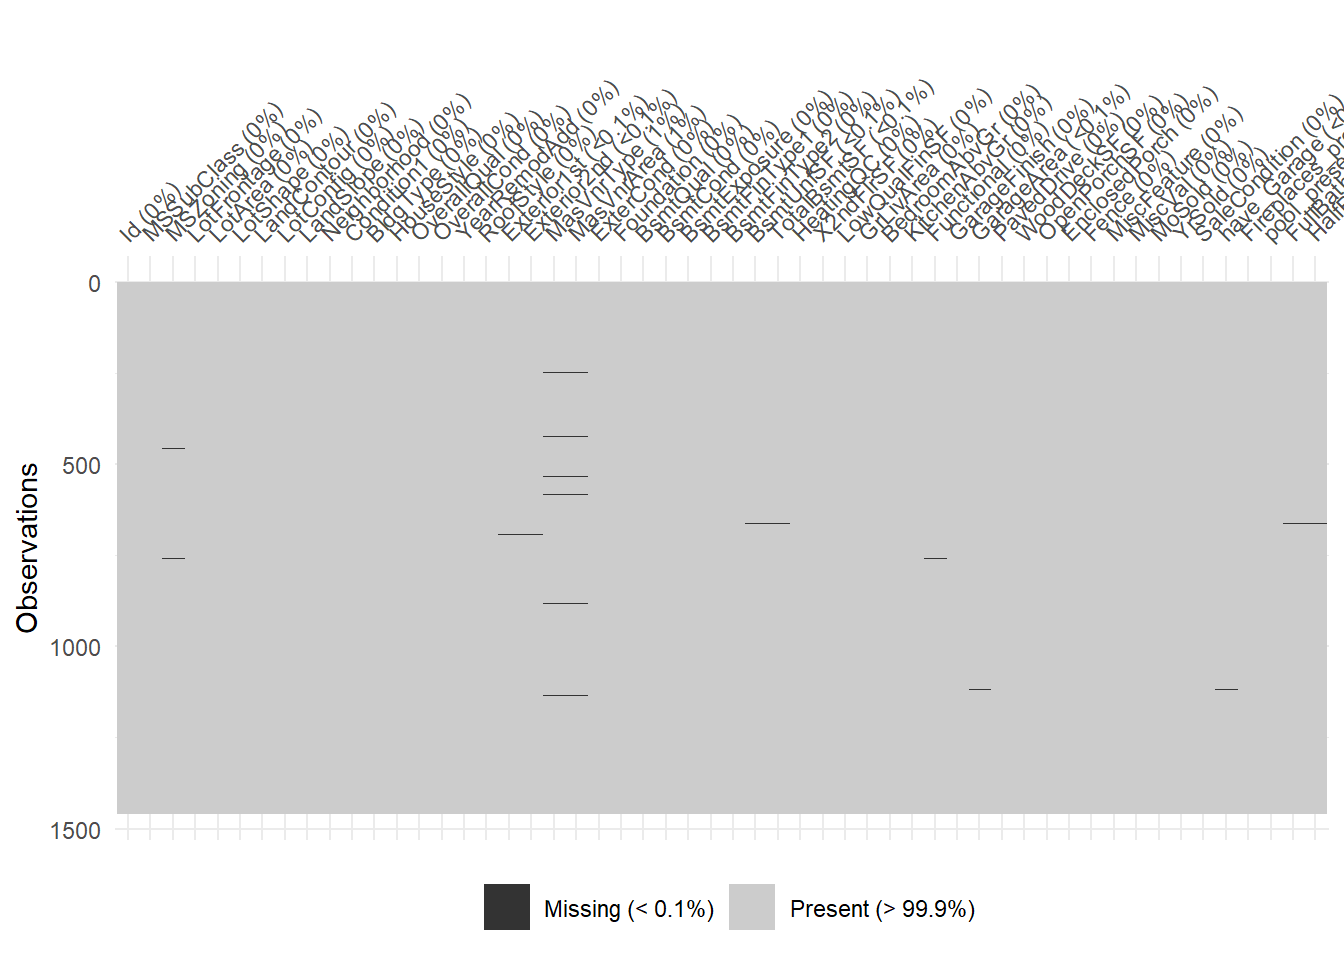 Id (0%)
MSSubClass (0%)
MSZoning (0%)
LotFrontage (0%)
LotArea (0%)
LotShape (0%)
LandContour (0%)
LotConfig (0%)
LandSlope (0%)
Neighborhood (0%)
Condition1 (0%)
BldgType (0%)
HouseStyle (0%)
OverallQual (0%)
OverallCond (0%)
YearRemodAdd (0%)
RoofStyle (0%)
Exterior1st (<0.1%)
Exterior2nd (<0.1%)
MasVnrType (1%)
MasVnrArea (1%)
ExterCond (0%)
Foundation (0%)
BsmtQual (0%)
BsmtCond (0%)
BsmtExposure (0%)
BsmtFinType1 (0%)
BsmtFinType2 (0%)
BsmtUnfSF (<0.1%)
TotalBsmtSF (<0.1%)
HeatingQC (0%)
X2ndFlrSF (0%)
LowQualFinSF (0%)
GrLivArea (0%)
BedroomAbvGr (0%)
KitchenAbvGr (0%)
Functional (0%)
GarageFinish (0%)
GarageArea (<0.1%)
PavedDrive (0%)
WoodDeckSF (0%)
OpenPorchSF (0%)
EnclosedPorch (0%)
Fence (0%)
MiscFeature (0%)
MiscVal (0%)
MoSold (0%)
YrSold (0%)
SaleCondition (0%)
have_Garage
Fireplaces
0
500
1000
1500
Observations
Missing (< 0.1%)
Present (> 99.9%)